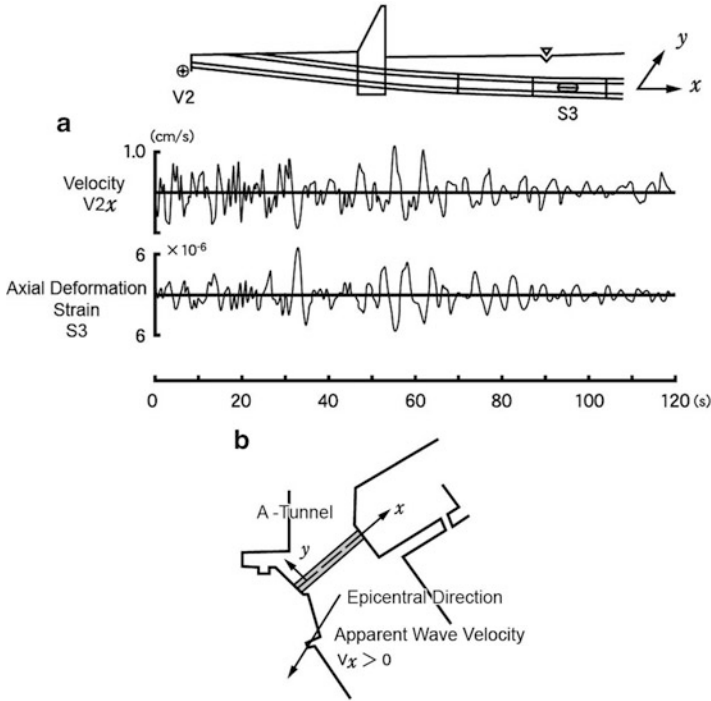 y
x
V2
S3
a
(cm/s)
1.0
Velocity
V2x
6
×10-6
Axial Deformation
Strain
S3
6
0 20 40 60 80 100 120 (s)
b
A -Tunnel
x
y
Epicentral Direction
Apparent Wave Velocity
Vx > 0